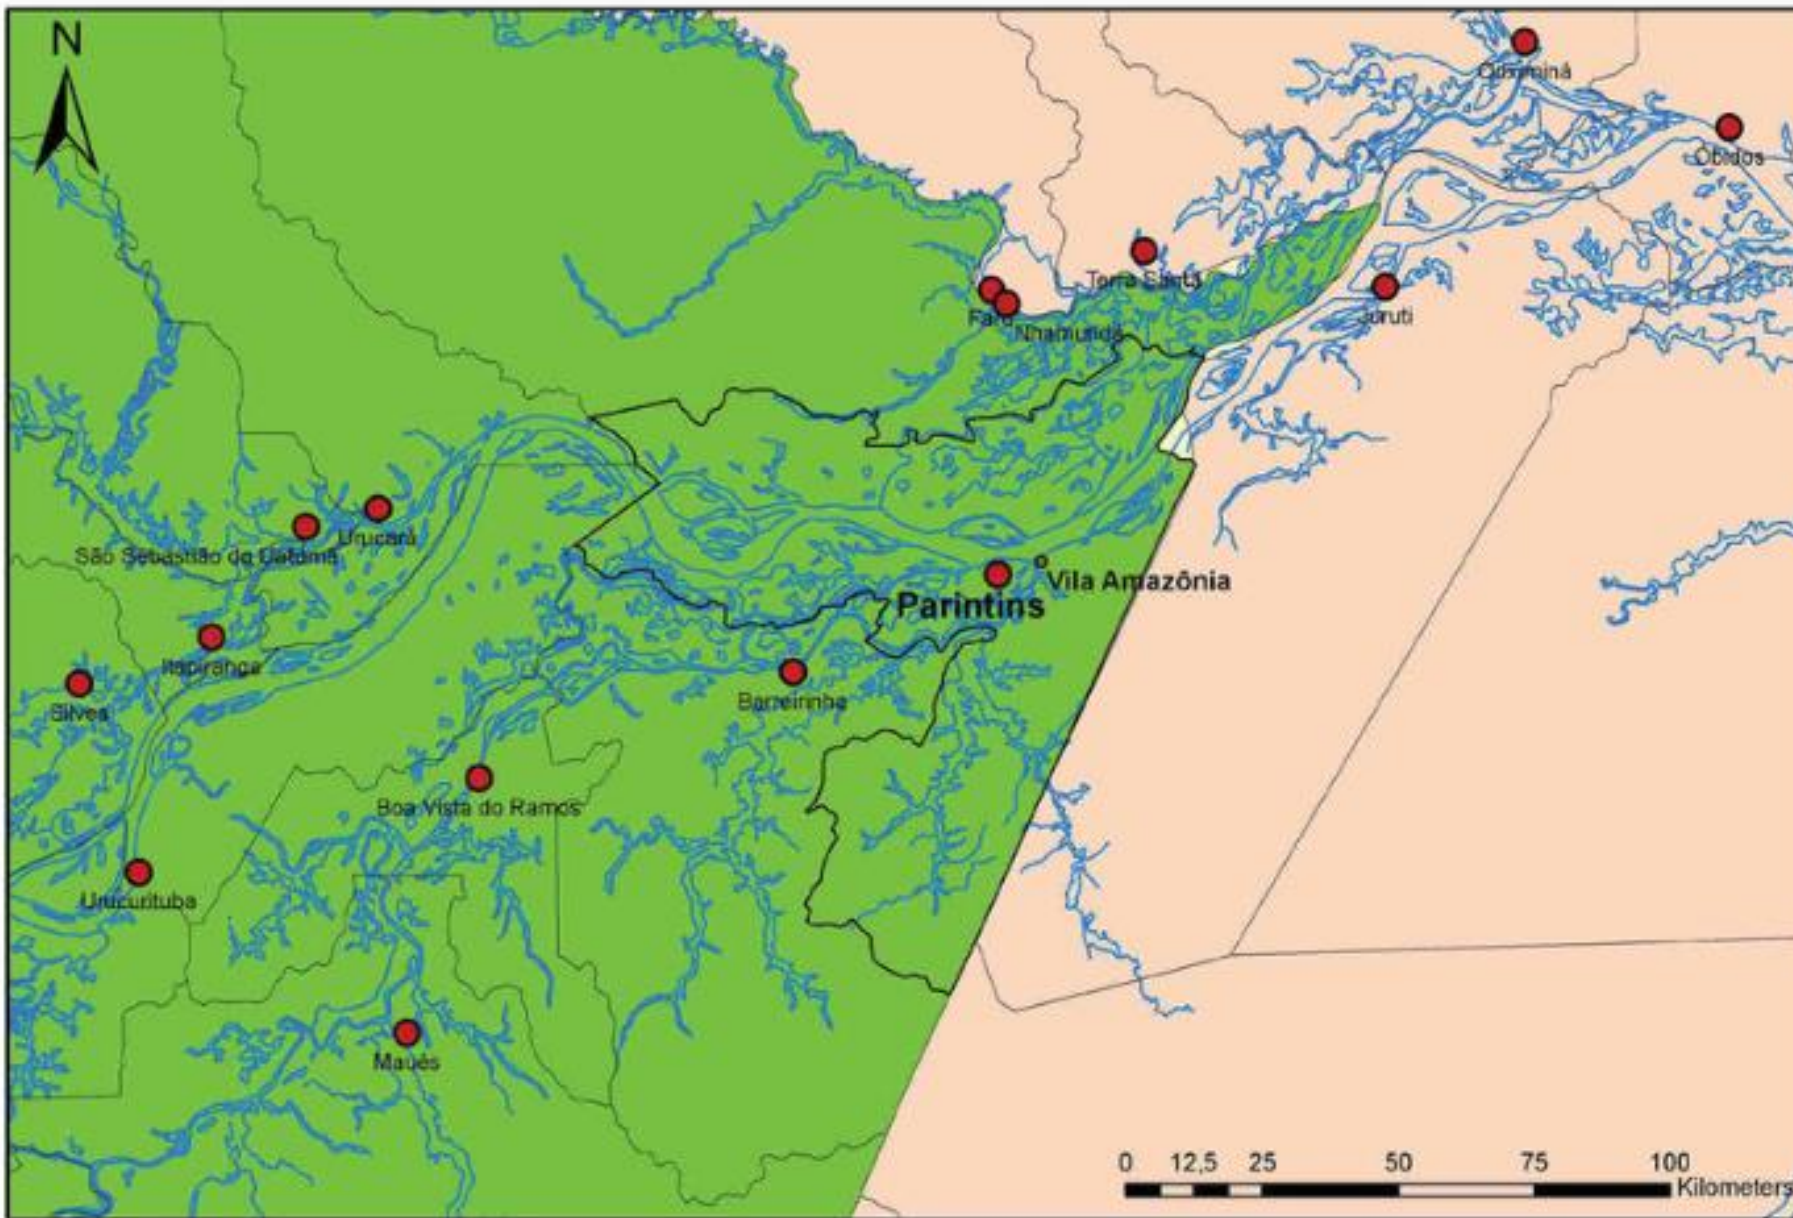 N
Oriximiná
Óbidos
Terra Santa
Faro
Nhamundá
Juruti
Urucará
São Sebastião do Uatumã
Vila Amazônia
Parintins
Itapiranga
Silves
Barreirinha
Boa Vista do Ramos
Urucurituba
Maués
0 12,5 25 50 75 100
Kilometers